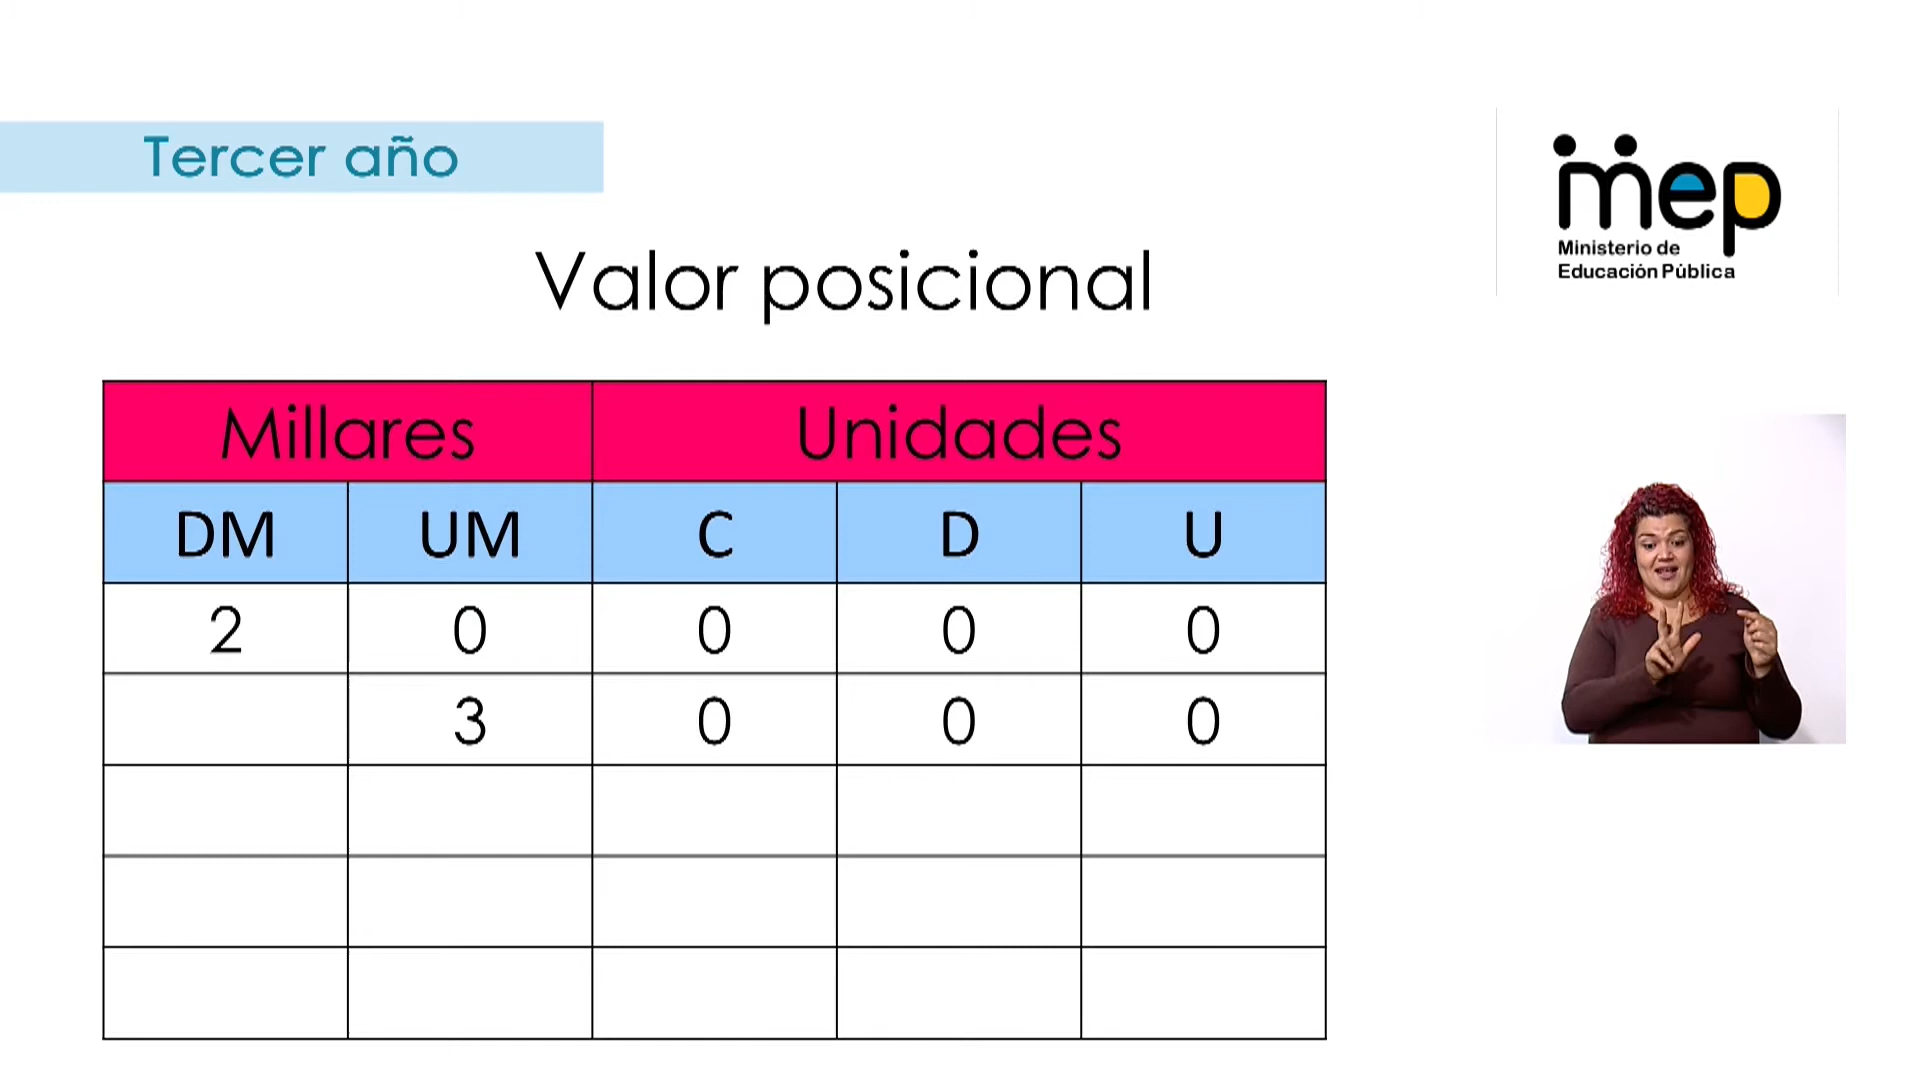 Tercer año
mep
Ministerio de
Educación Pública
Valor posicional
Millares Unidades
DM UM C D U
2 0 0 0 0
3 0 0 0